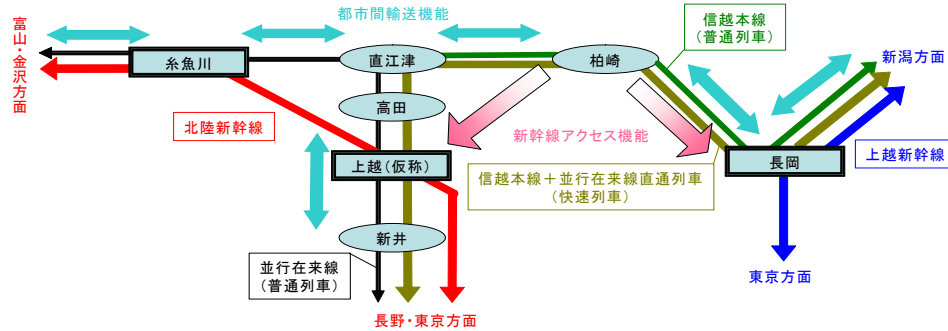 富山・金沢方面
都市間輸送機能
信越本線
(普通列車)
新潟方面
糸魚川
直江津
柏崎
高田
北陸新幹線
新幹線アクセス機能
上越(仮称)
長岡
上越新幹線
信越本線+並行在来線直通列車
(快速列車)
新井
並行在来線
(普通列車)
東京方面
長野・東京方面